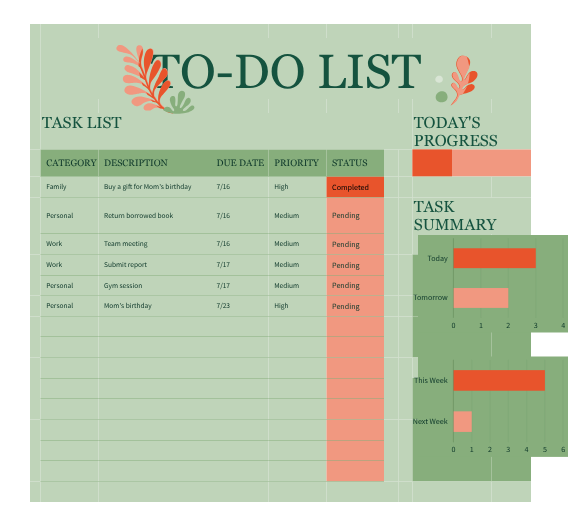 TO-DO LIST
TASK LIST
TODAY'S
PROGRESS
CATEGORY DESCRIPTION DUE DATE PRIORITY STATUS
Family Buy a gift for Mom's birthday 7/16 High Completed
Personal Return borrowed book 7/16 Medium Pending
Work Team meeting 7/16 Medium Pending
Work Submit report 7/17 Medium Pending
Personal Gym session 7/17 Medium Pending
Personal Mom's birthday 7/23 High Pending
TASK
SUMMARY
Today
Tomorrow
0 1 2 3 4
This Week
Next Week
0 1 2 3 4 5 6